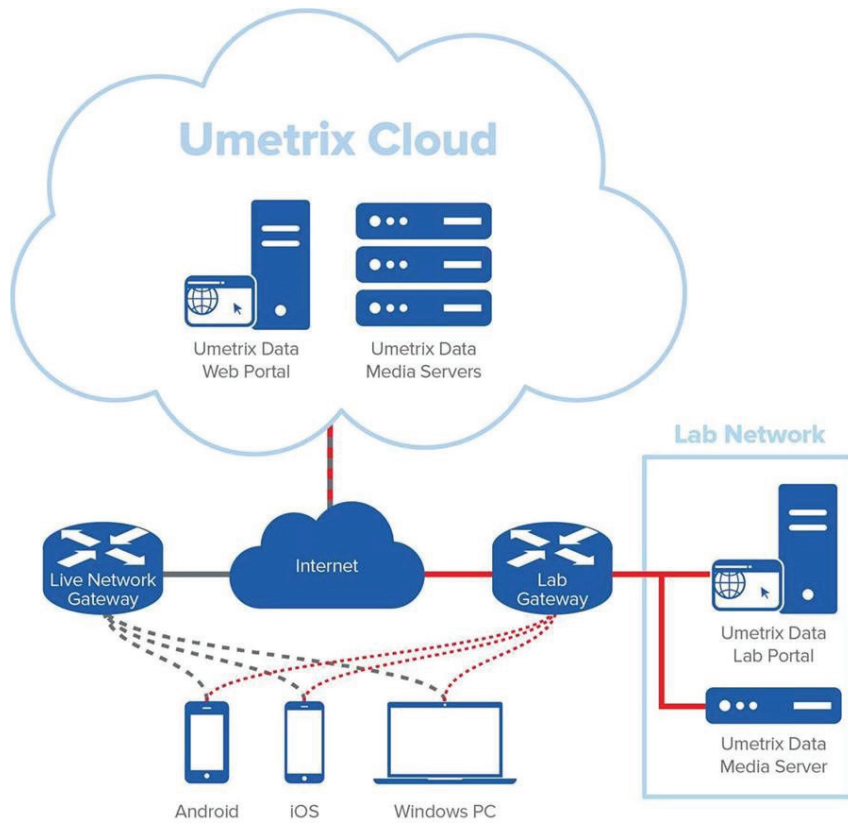 Umetrix Cloud
Umetrix Data
Web Portal
Umetrix Data
Media Servers
Lab Network
Live Network
Gateway
Internet
Lab
Gateway
Umetrix Data
Lab Portal
Umetrix Data
Media Server
Android
iOS
Windows PC